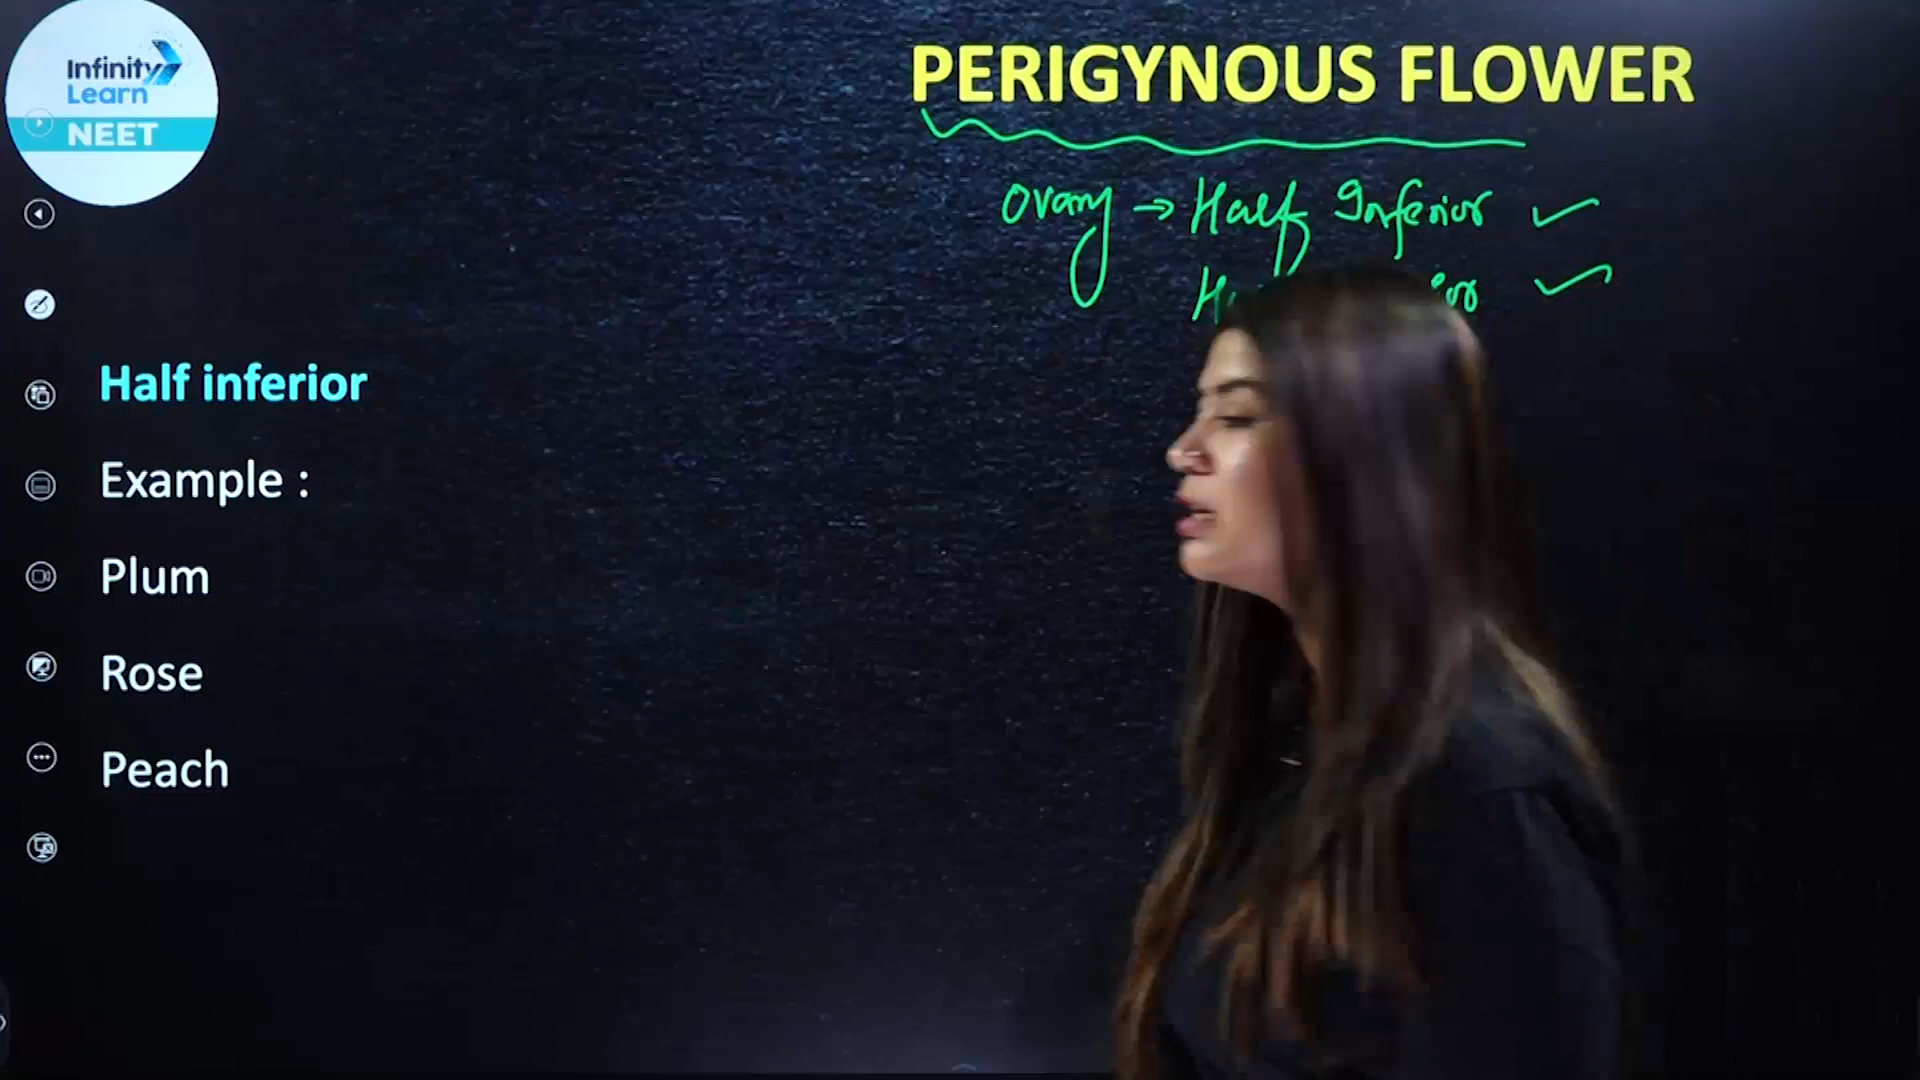 Infinity
Learn
NEET
PERIGYNOUS FLOWER
Ovary → Half Inferior ✓
Half inferior
Example :
Plum
Rose
Peach